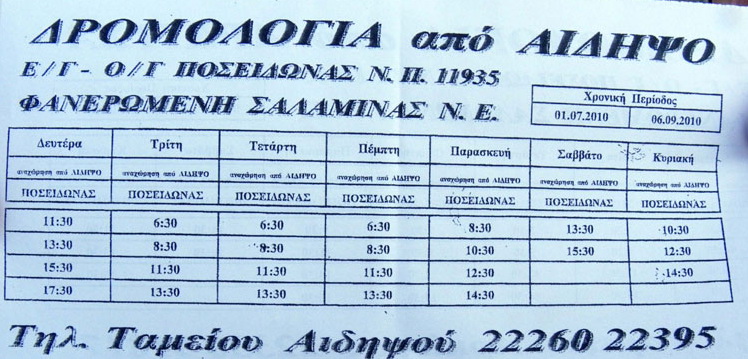 ΔΡΟΜΟΛΟΓΙΑ από ΑΙΔΗΨΟ
Ε/Γ - Ο/Γ ΠΟΣΕΙΔΩΝΑΣ Ν. Π. 11935
ΦΑΝΕΡΩΜΕΝΗ ΣΑΛΑΜΙΝΑΣ Ν. Ε.
Χρονική Περίοδος
01.07.2010 06.09.2010
Δευτέρα Τρίτη Τετάρτη Πέμπτη Παρασκευή Σαββάτο Κυριακή
αναχώρηση από ΑΙΔΗΨΟ αναχώρηση από ΑΙΔΗΨΟ αναχώρηση από ΑΙΔΗΨΟ αναχώρηση από ΑΙΔΗΨΟ αναχώρηση από ΑΙΔΗΨΟ αναχώρηση από ΑΙΔΗΨΟ αναχώρηση από ΑΙΔΗΨΟ
ΠΟΣΕΙΔΩΝΑΣ ΠΟΣΕΙΔΩΝΑΣ ΠΟΣΕΙΔΩΝΑΣ ΠΟΣΕΙΔΩΝΑΣ ΠΟΣΕΙΔΩΝΑΣ ΠΟΣΕΙΔΩΝΑΣ ΠΟΣΕΙΔΩΝΑΣ
11:30 6:30 6:30 6:30 8:30 13:30 10:30
13:30 8:30 8:30 8:30 10:30 15:30 12:30
15:30 11:30 11:30 11:30 12:30 14:30
17:30 13:30 13:30 13:30 14:30
Τηλ. Ταμείου Αιδηψού 22260 22395